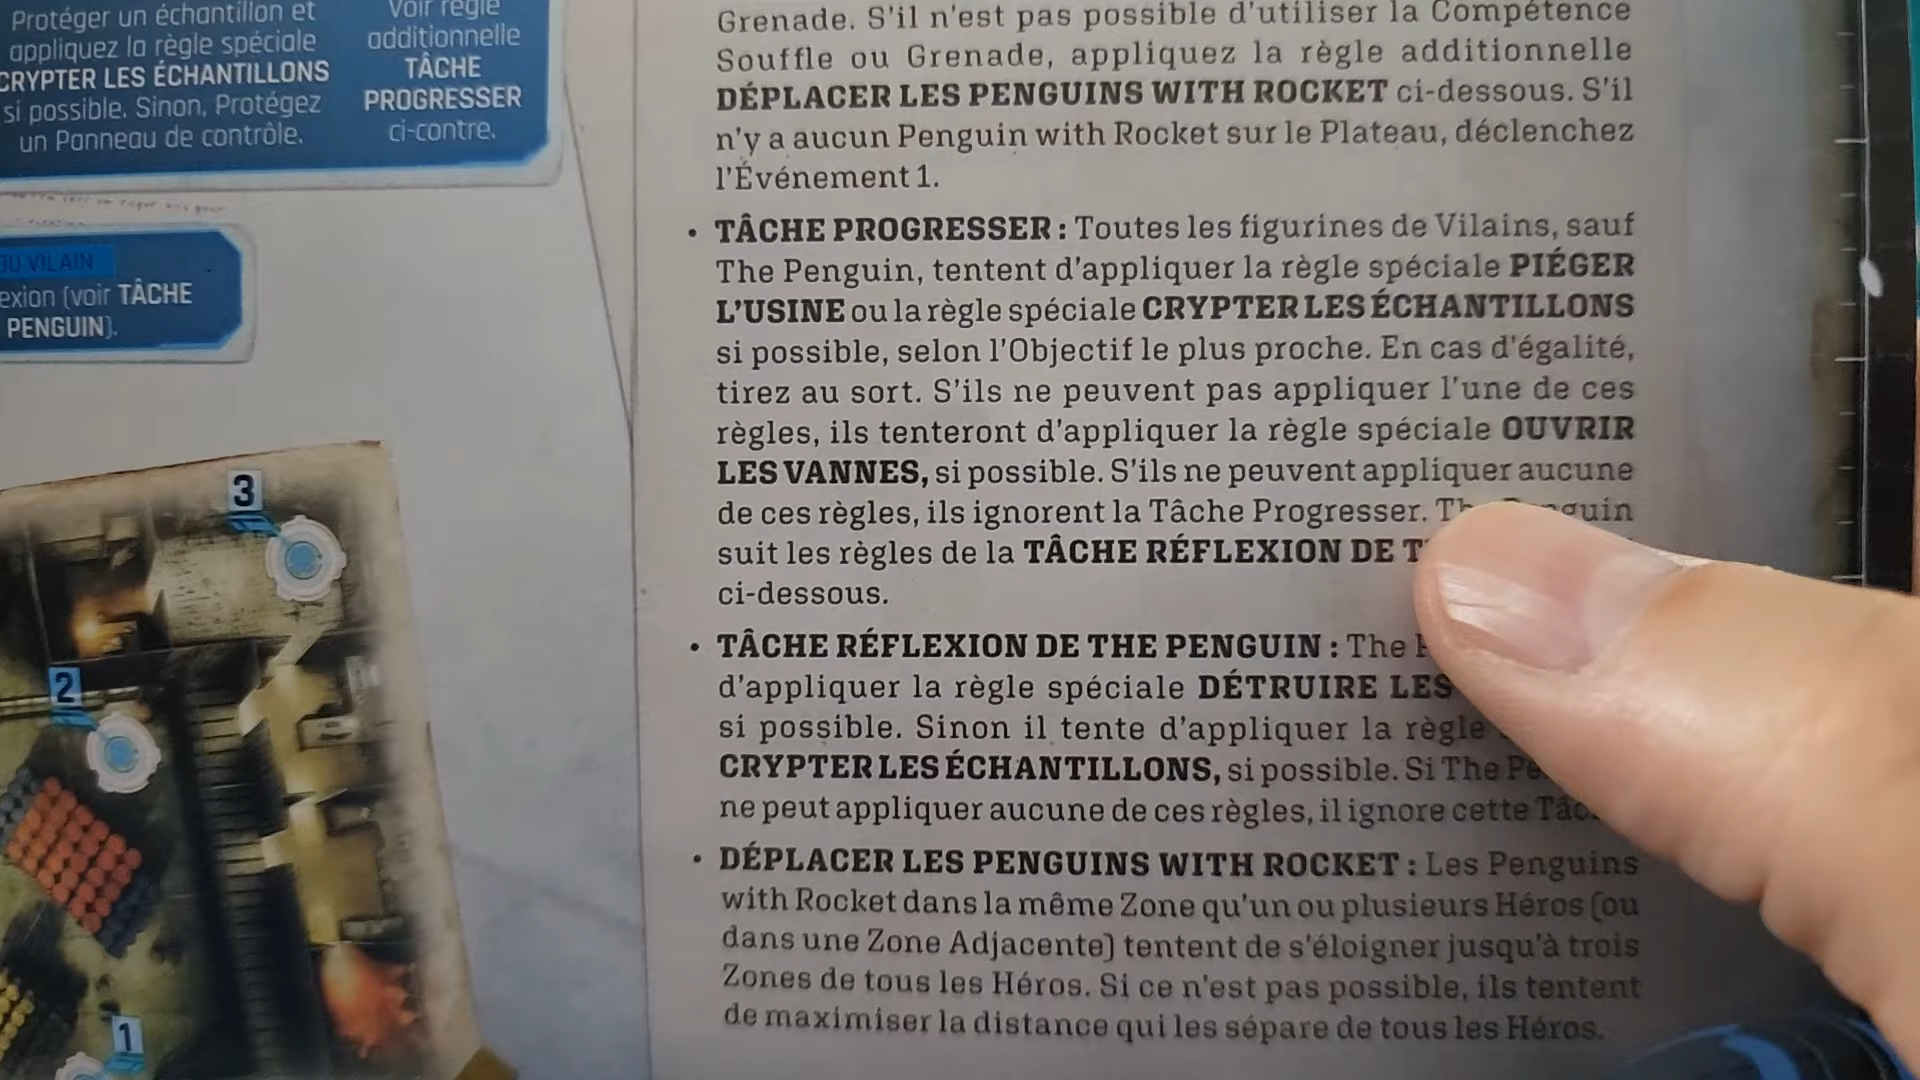 Protéger un échantillon et
appliquez la règle spéciale
CRYPTER LES ÉCHANTILLONS
si possible. Sinon, Protégez
un Panneau de contrôle.
Voir règle
additionnelle
TÂCHE
PROGRESSER
ci-contre.
DU VILAIN
exion (voir TÂCHE
PENGUIN).
3
2
1
Grenade. S'il n'est pas possible d'utiliser la Compétence
Souffle ou Grenade, appliquez la règle additionnelle
DÉPLACER LES PENGUINS WITH ROCKET ci-dessous. S'il
n'y a aucun Penguin with Rocket sur le Plateau, déclenchez
l'Événement 1.
• TÂCHE PROGRESSER : Toutes les figurines de Vilains, sauf
The Penguin, tentent d'appliquer la règle spéciale PIÉGER
L'USINE ou la règle spéciale CRYPTER LES ÉCHANTILLONS
si possible, selon l'Objectif le plus proche. En cas d'égalité,
tirez au sort. S'ils ne peuvent pas appliquer l'une de ces
règles, ils tenteront d'appliquer la règle spéciale OUVRIR
LES VANNES, si possible. S'ils ne peuvent appliquer aucune
de ces règles, ils ignorent la Tâche Progresser.
suit les règles de la TÂCHE RÉFLEXION DE
ci-dessous.
• TÂCHE RÉFLEXION DE THE PENGUIN : The
d'appliquer la règle spéciale DÉTRUIRE LES
si possible. Sinon il tente d'appliquer la règle
CRYPTER LES ÉCHANTILLONS, si possible. Si The
ne peut appliquer aucune de ces règles, il ignore cette
• DÉPLACER LES PENGUINS WITH ROCKET : Les Penguins
with Rocket dans la même Zone qu'un ou plusieurs Héros (ou
dans une Zone Adjacente) tentent de s'éloigner jusqu'à trois
Zones de tous les Héros. Si ce n'est pas possible, ils tentent
de maximiser la distance qui les sépare de tous les Héros.